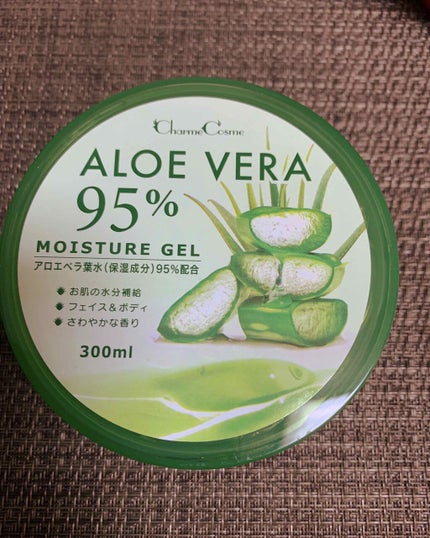 CharmeCosme
ALOE VERA
95%
MOISTURE GEL
アロエベラ葉水(保湿成分)95%配合
お肌の水分補給
フェイス&ボディ
さわやかな香り
300ml